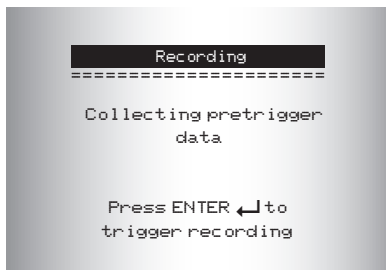 Recording
======================
Collecting pretrigger
data
Press ENTER ↵ to
trigger recording